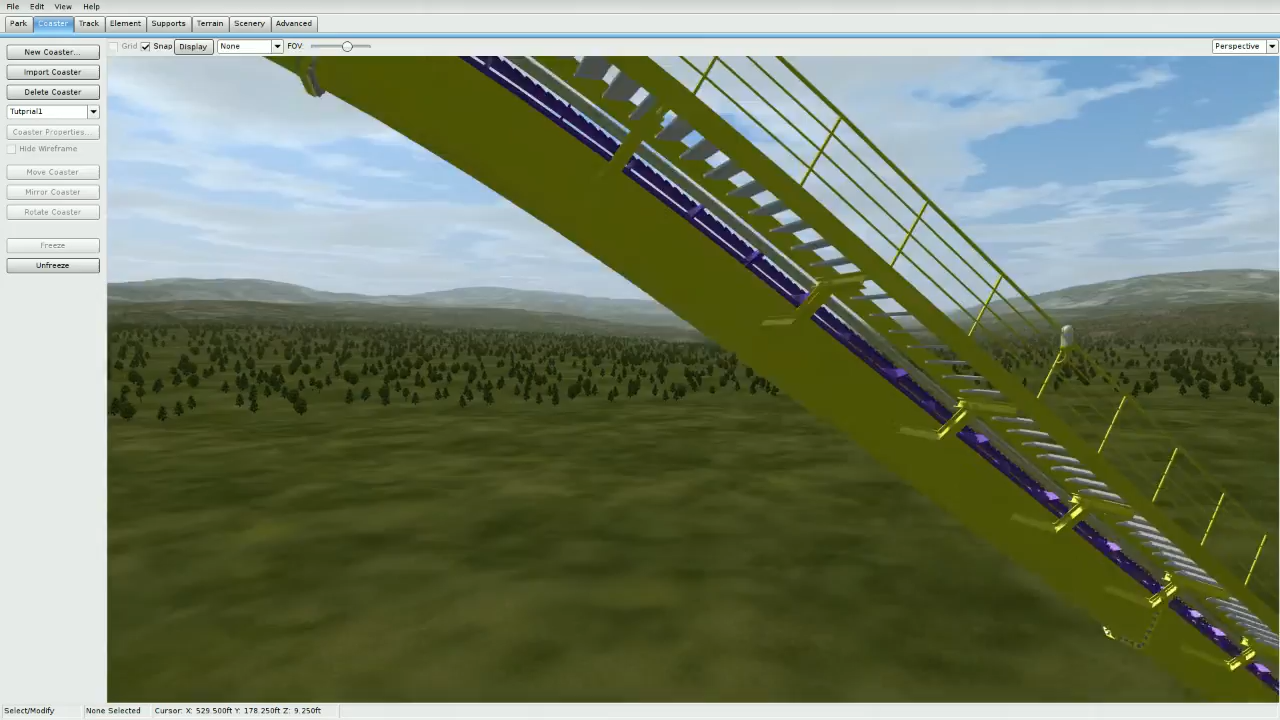 File Edit View Help
Park Coaster Track Element Supports Terrain Scenery Advanced
New Coaster... Grid Snap Display None FOV: Perspective
Import Coaster
Delete Coaster
Tutprial1
Coaster Properties...
Hide Wireframe
Move Coaster
Mirror Coaster
Rotate Coaster
Freeze
Unfreeze
Select/Modify None Selected Cursor: X: 529.500ft Y: 178.250ft Z: 9.250ft